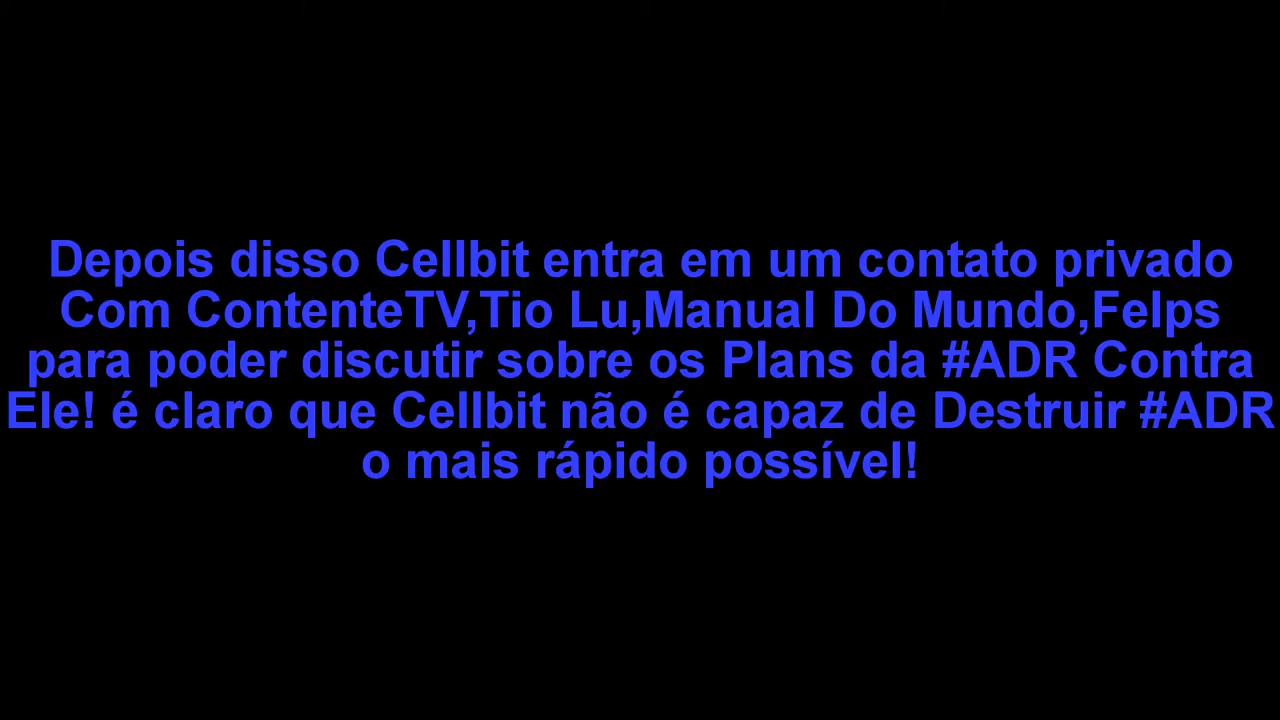 Depois disso Cellbit entra em um contato privado
Com ContenteTV,Tio Lu,Manual Do Mundo,Felps
para poder discutir sobre os Plans da #ADR Contra
Ele! é claro que Cellbit não é capaz de Destruir #ADR
o mais rápido possível!